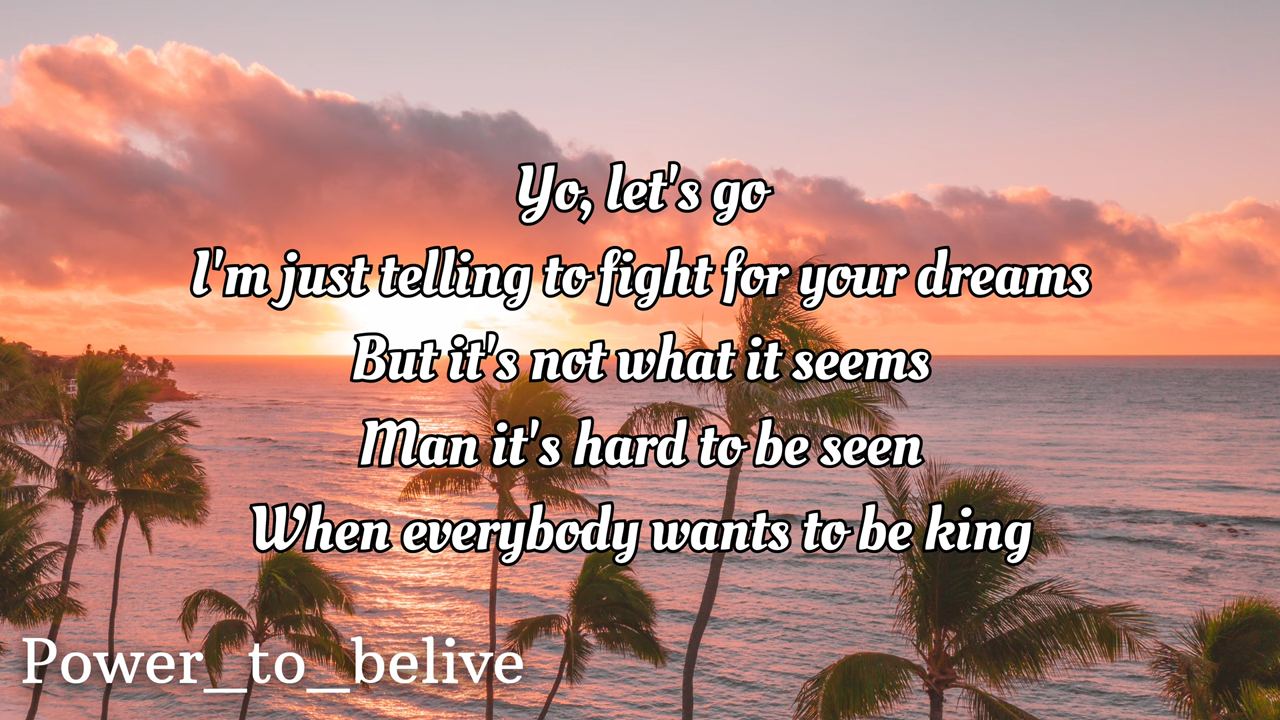 Yo, let's go
I'm just telling to fight for your dreams
But it's not what it seems
Man it's hard to be seen
When everybody wants to be king
Power_to_belive